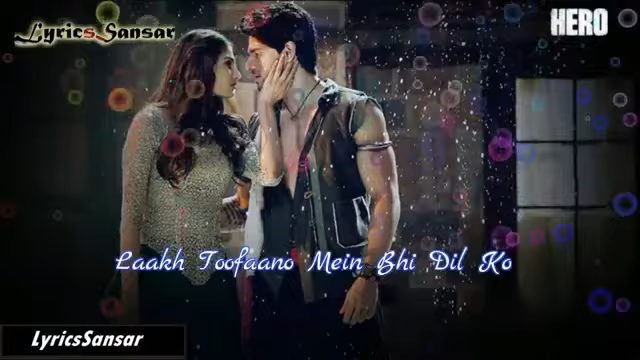 LyricsSansar
HERO
Laakh Toofaano Mein Bhi Dil Ko
LyricsSansar